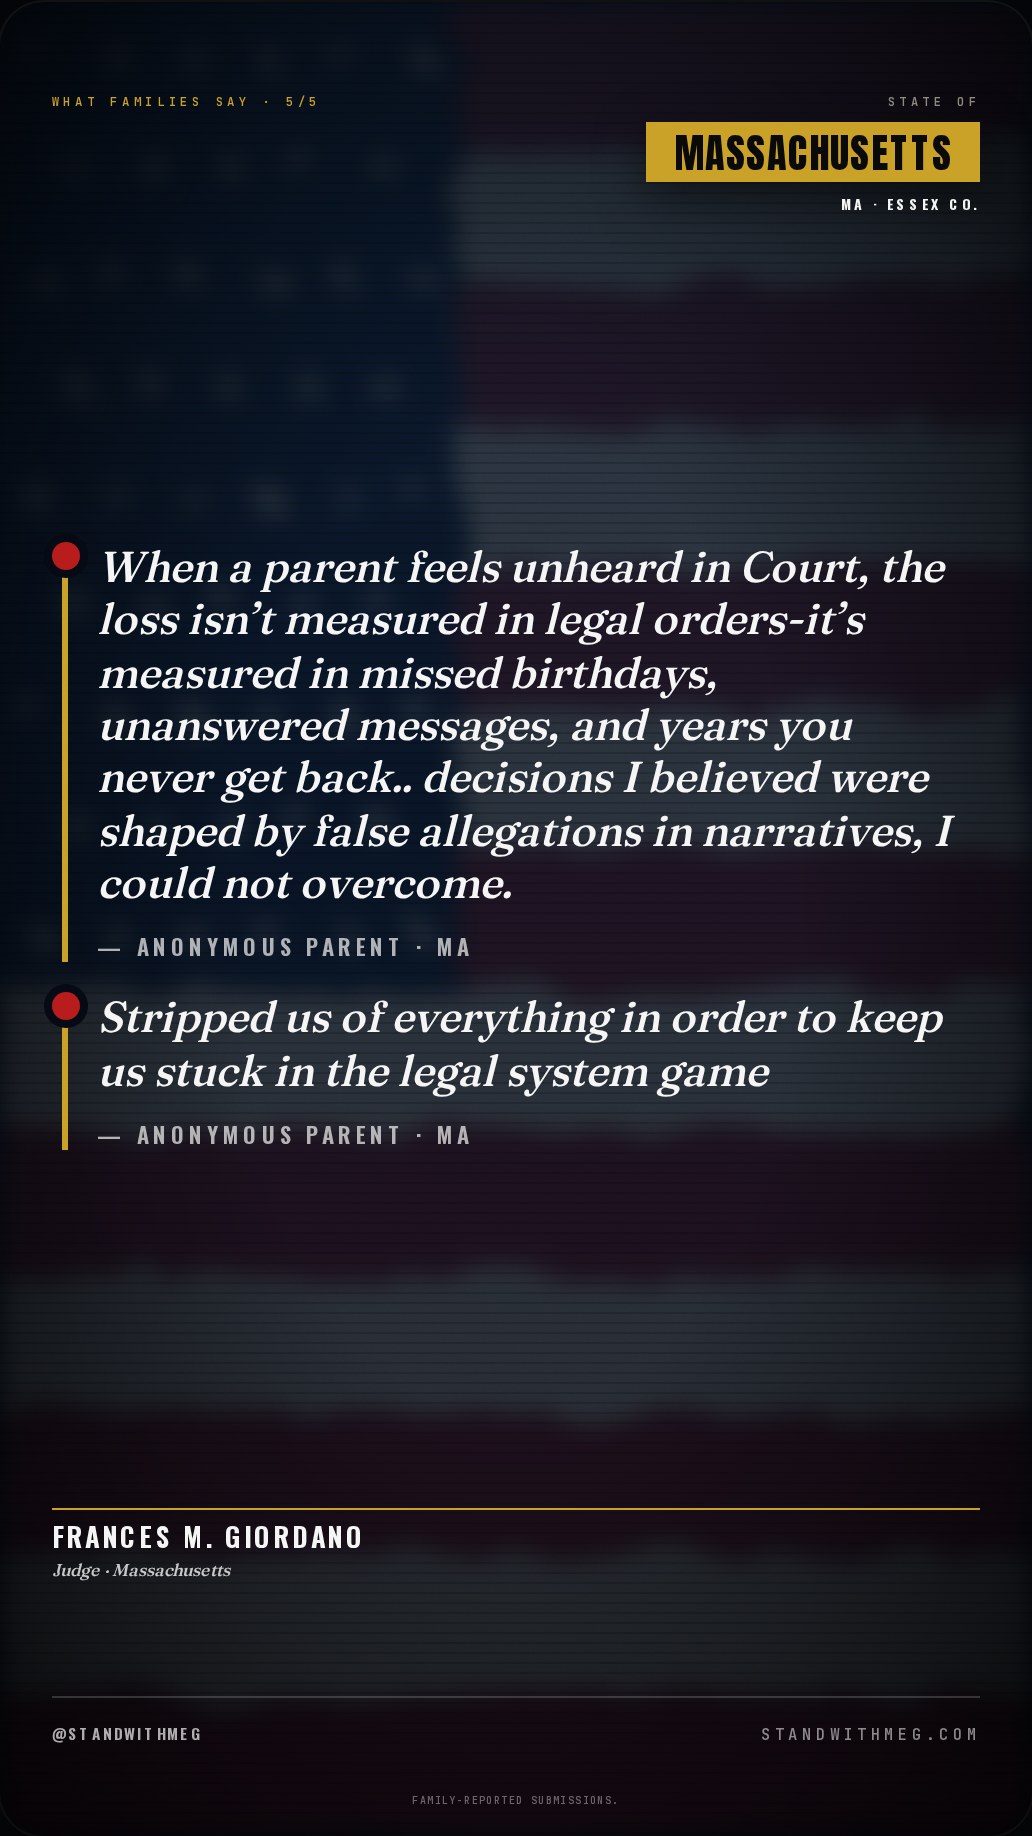 WHAT FAMILIES SAY · 5/5
STATE OF
MASSACHUSETTS
MA · ESSEX CO.
When a parent feels unheard in Court, the
loss isn’t measured in legal orders-it’s
measured in missed birthdays,
unanswered messages, and years you
never get back.. decisions I believed were
shaped by false allegations in narratives, I
could not overcome.
— ANONYMOUS PARENT · MA
Stripped us of everything in order to keep
us stuck in the legal system game
— ANONYMOUS PARENT · MA
FRANCES M. GIORDANO
Judge · Massachusetts
@STANDWITHMEG
STANDWITHMEG.COM
FAMILY-REPORTED SUBMISSIONS.